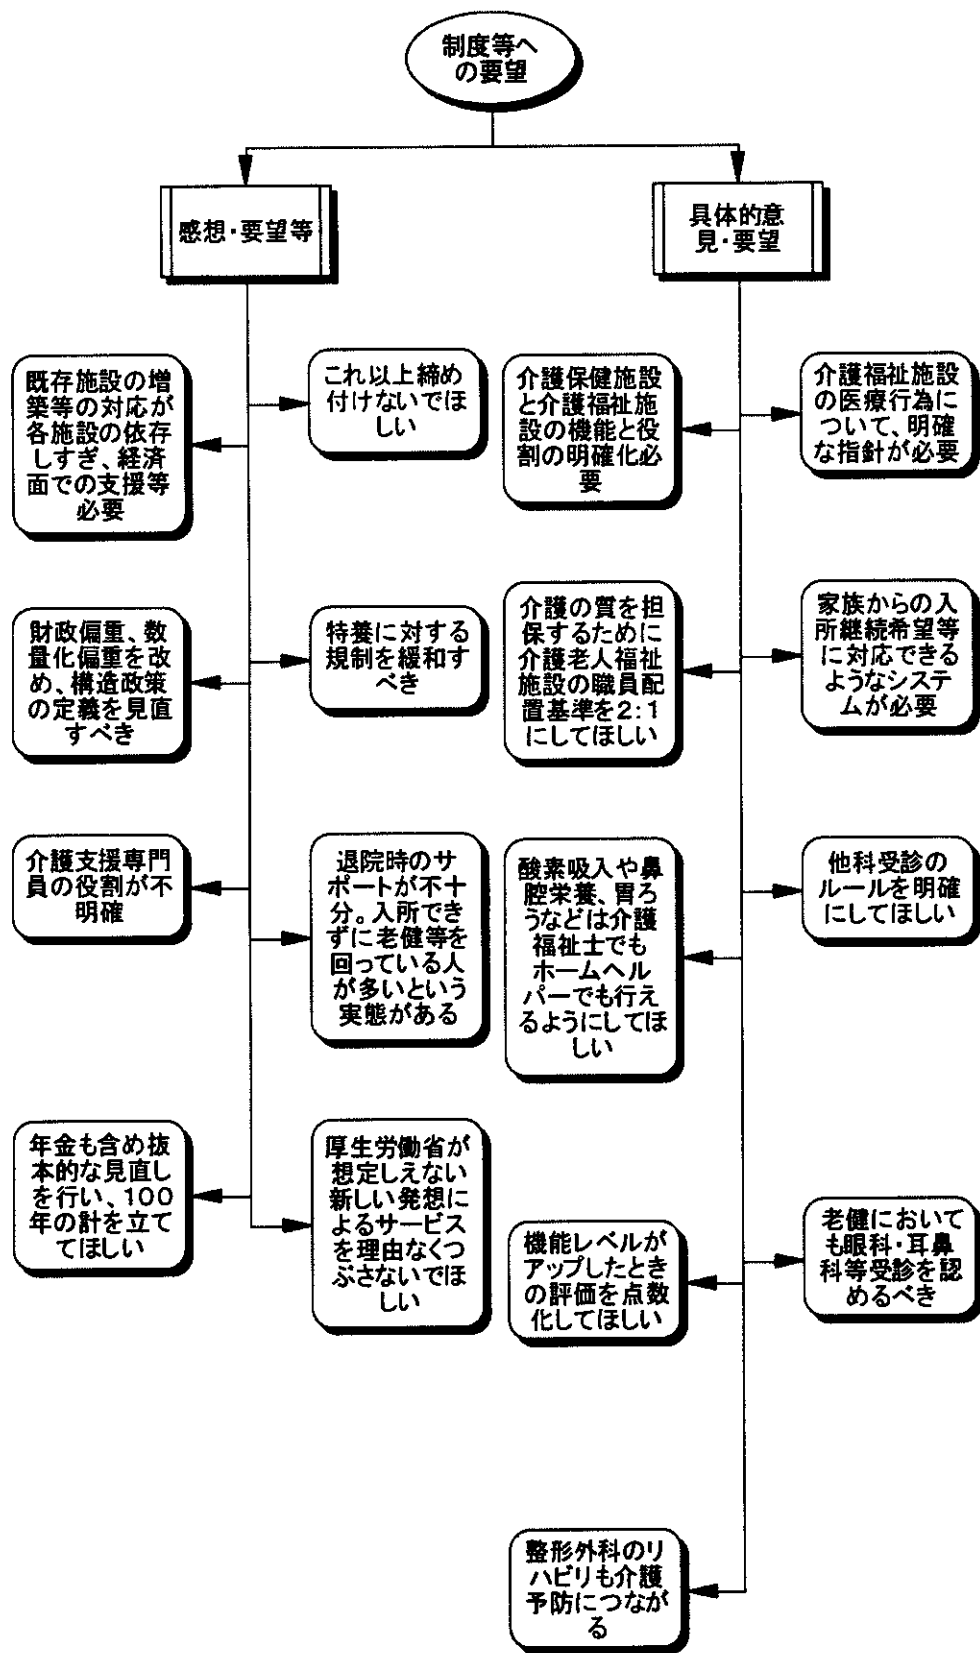 制度等へ
の要望
感想・要望等
具体的意
見・要望
既存施設の増
築等の対応が
各施設の依存
しすぎ、経済
面での支援等
必要
これ以上締め
付けないでほ
しい
介護保健施設
と介護福祉施
設の機能と役
割の明確化必
要
介護福祉施設
の医療行為に
ついて、明確
な指針が必要
財政偏重、数
量化偏重を改
め、構造政策
の定義を見直
すべき
特養に対する
規制を緩和す
べき
介護の質を担
保するために
介護老人福祉
施設の職員配
置基準を2:1
にしてほしい
家族からの入
所継続希望等
に対応できる
ようなシステ
ムが必要
介護支援専門
員の役割が不
明確
退院時のサ
ポートが不十
分。入所でき
ずに老健等を
回っている人
が多いという
実態がある
酸素吸入や鼻
腔栄養、胃ろ
うなどは介護
福祉士でも
ホームヘル
パーでも行え
るようにしてほ
しい
他科受診の
ルールを明確
にしてほしい
年金も含め抜
本的な見直し
を行い、100
年の計を立て
てほしい
厚生労働省が
想定しえない
新しい発想に
よるサービス
を理由なくつ
ぶさないでほ
しい
機能レベルが
アップしたとき
の評価を点数
化してほしい
老健において
も眼科・耳鼻
科等受診を認
めるべき
整形外科のリ
ハビリも介護
予防につなが
る